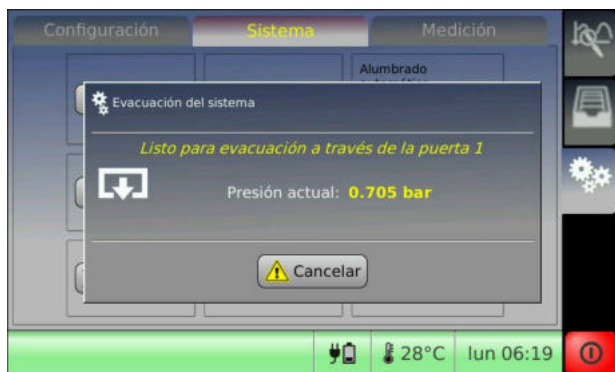 Configuración
Sistema
Medición
Alumbrado
Evacuación del sistema
Listo para evacuación a través de la puerta 1
Presión actual: 0.705 bar
Cancelar
28°C
lun 06:19